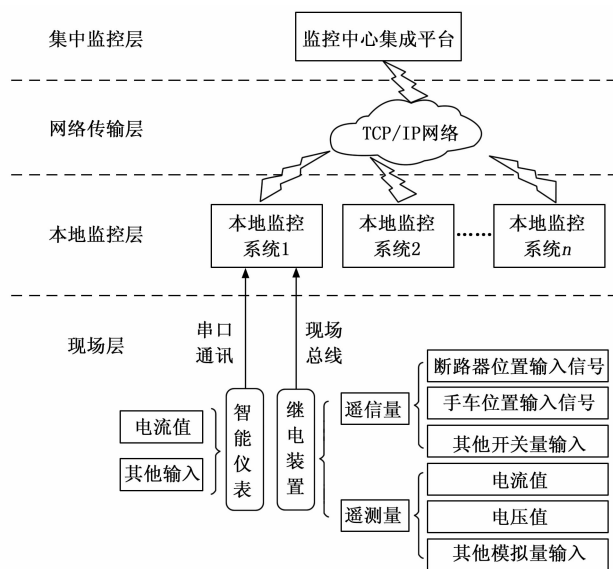 集中监控层
监控中心集成平台
网络传输层
TCP/IP网络
本地监控层
本地监控
系统1
本地监控
系统2
……
本地监控
系统n
现场层
串口
通讯
现场
总线
电流值
其他输入
智能仪表
继电装置
遥信量
断路器位置输入信号
手车位置输入信号
其他开关量输入
遥测量
电流值
电压值
其他模拟量输入